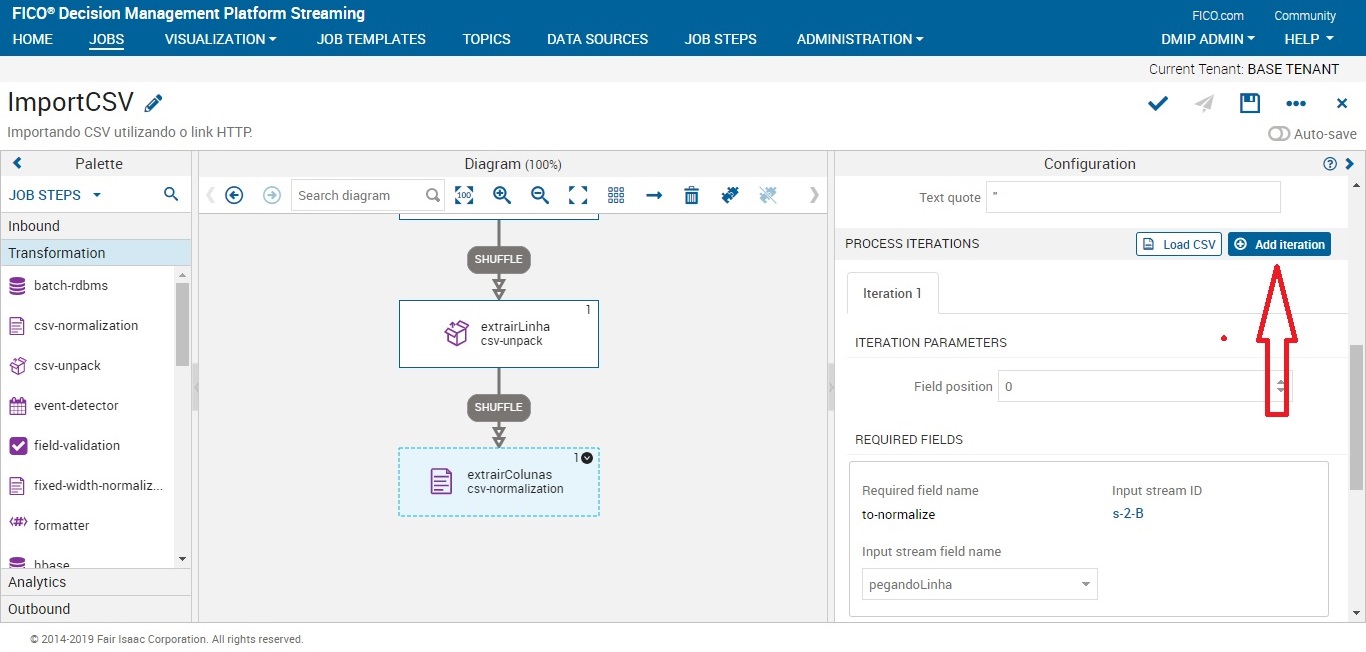 FICO® Decision Management Platform Streaming
FICO.com Community
HOME JOBS VISUALIZATION JOB TEMPLATES TOPICS DATA SOURCES JOB STEPS ADMINISTRATION DMIP ADMIN HELP
Current Tenant: BASE TENANT
ImportCSV
Importando CSV utilizando o link HTTP.
Auto-save
Palette
JOB STEPS
Inbound
Transformation
batch-rdbms
csv-normalization
csv-unpack
event-detector
field-validation
fixed-width-normaliz...
formatter
hbase
Analytics
Outbound
Diagram (100%)
Search diagram
100
SHUFFLE
1
extrairLinha
csv-unpack
SHUFFLE
1
extrairColunas
csv-normalization
Configuration
Text quote "
PROCESS ITERATIONS Load CSV Add iteration
Iteration 1
ITERATION PARAMETERS
Field position 0
REQUIRED FIELDS
Required field name Input stream ID
to-normalize s-2-B
Input stream field name
pegandoLinha
© 2014-2019 Fair Isaac Corporation. All rights reserved.